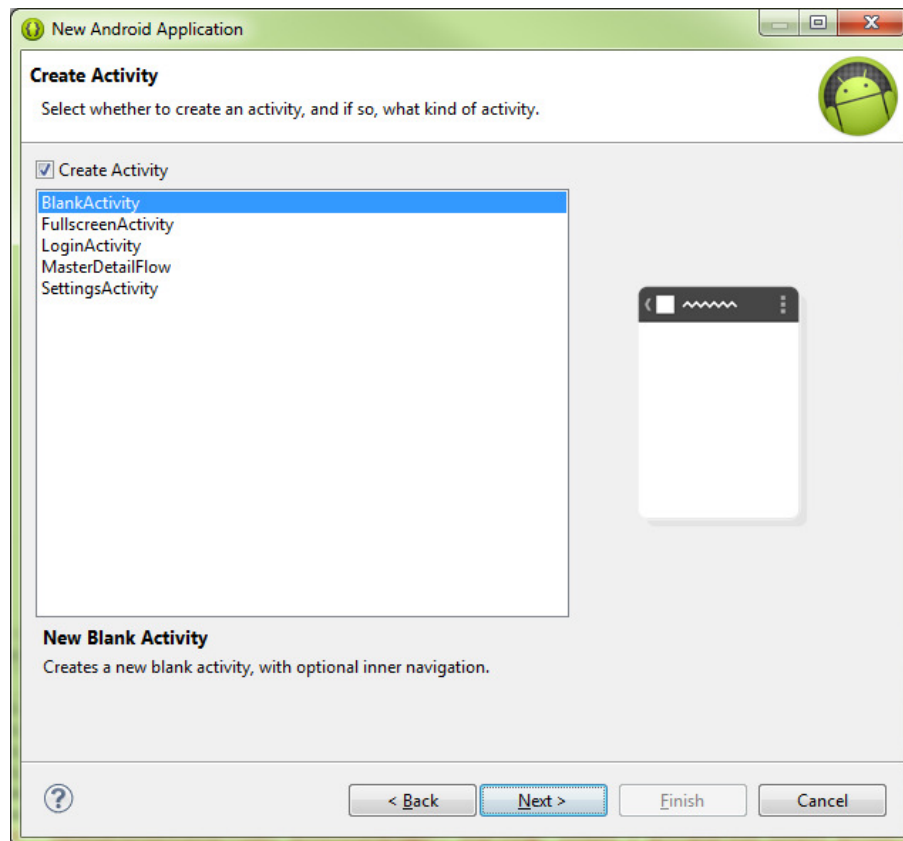 New Android Application
Create Activity
Select whether to create an activity, and if so, what kind of activity.
Create Activity
BlankActivity
FullscreenActivity
LoginActivity
MasterDetailFlow
SettingsActivity
New Blank Activity
Creates a new blank activity, with optional inner navigation.
< Back Next > Finish Cancel